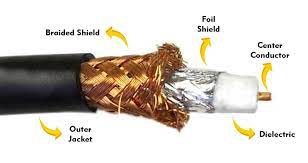 Braided Shield
Foil
Shield
Center
Conductor
Outer
Jacket
Dielectric